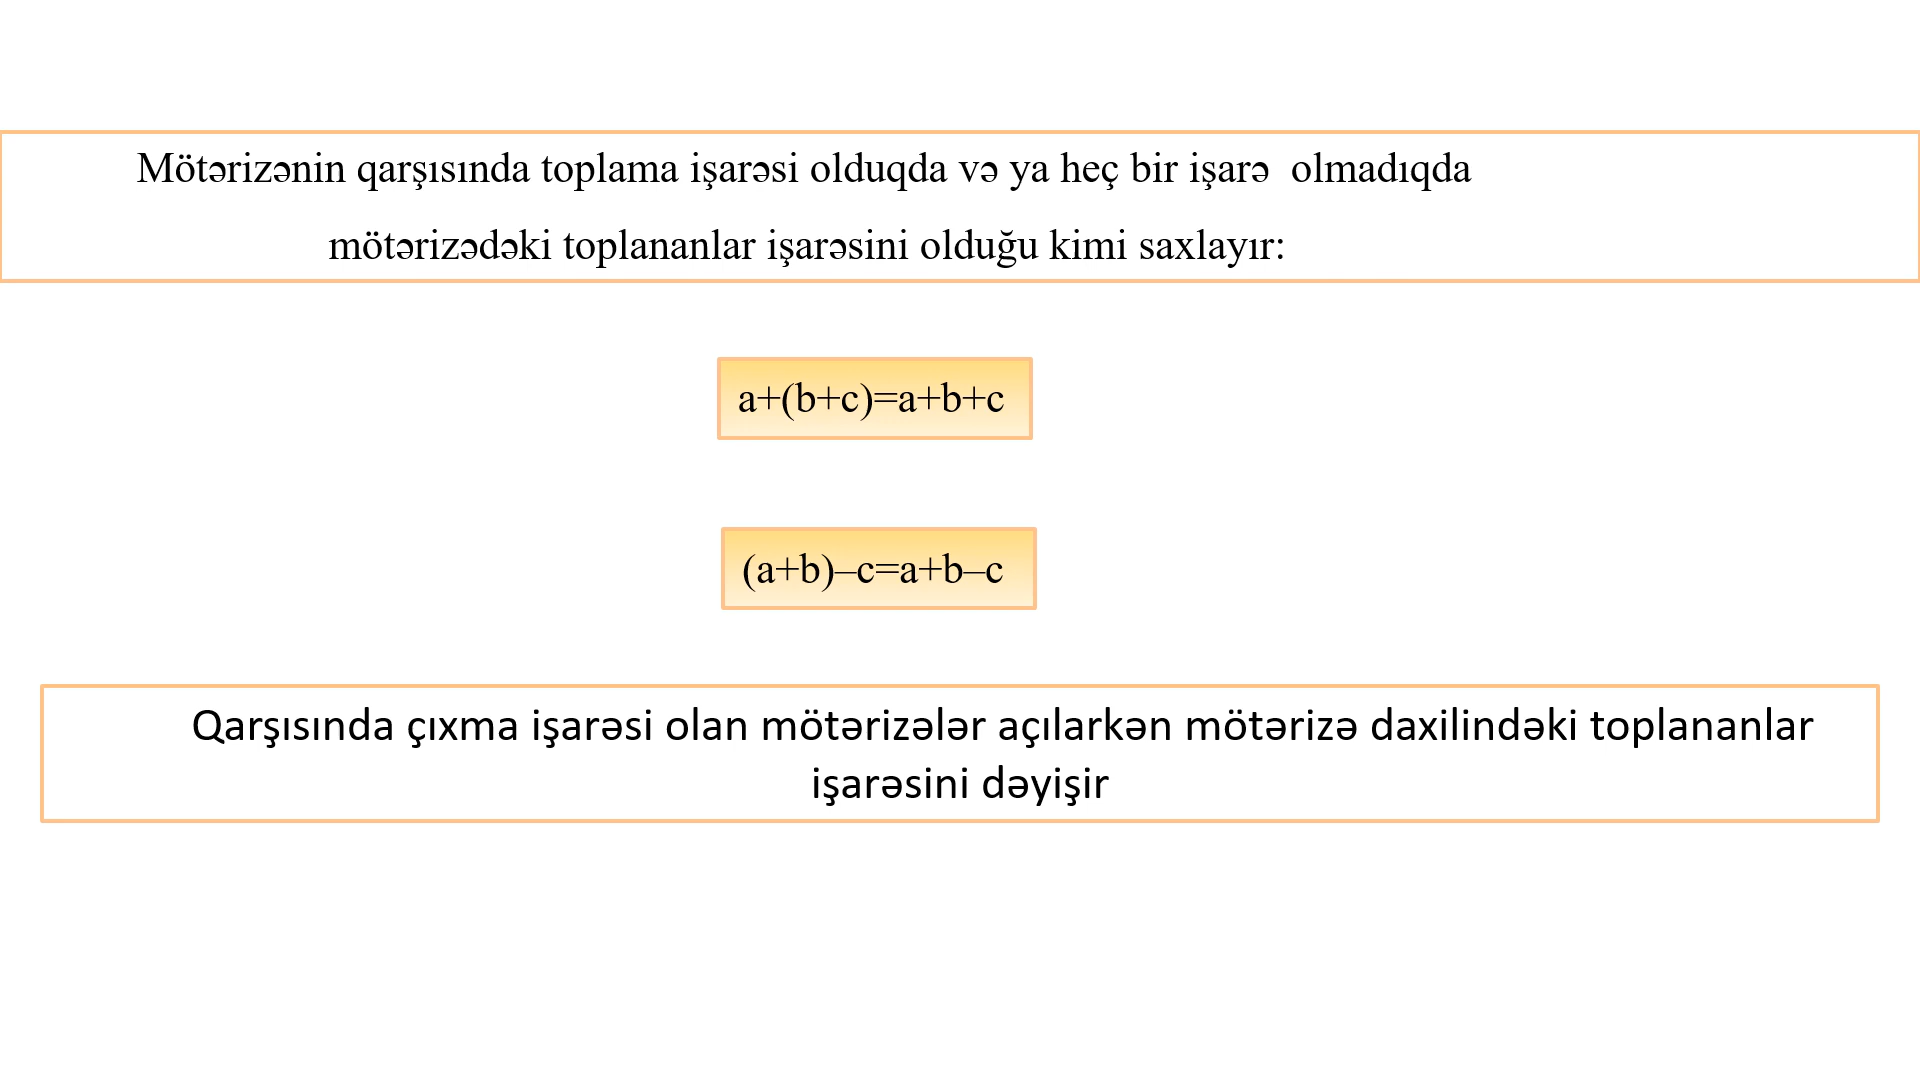 Mötərizənin qarşısında toplama işarəsi olduqda və ya heç bir işarə  olmadıqda
mötərizədəki toplananlar işarəsini olduğu kimi saxlayır:
a+(b+c)=a+b+c
(a+b)–c=a+b–c
Qarşısında çıxma işarəsi olan mötərizələr açılarkən mötərizə daxilindəki toplananlar
işarəsini dəyişir